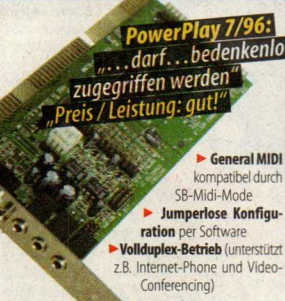 PowerPlay 7/96:
„...darf...bedenkenlo
zugegriffen werden"
„Preis / Leistung: gut!"
► General MIDI
kompatibel durch
SB-Midi-Mode
► Jumperlose Konfigu-
ration per Software
►Vollduplex-Betrieb (unterstützt
z.B. Internet-Phone und Video-
Conferencing)